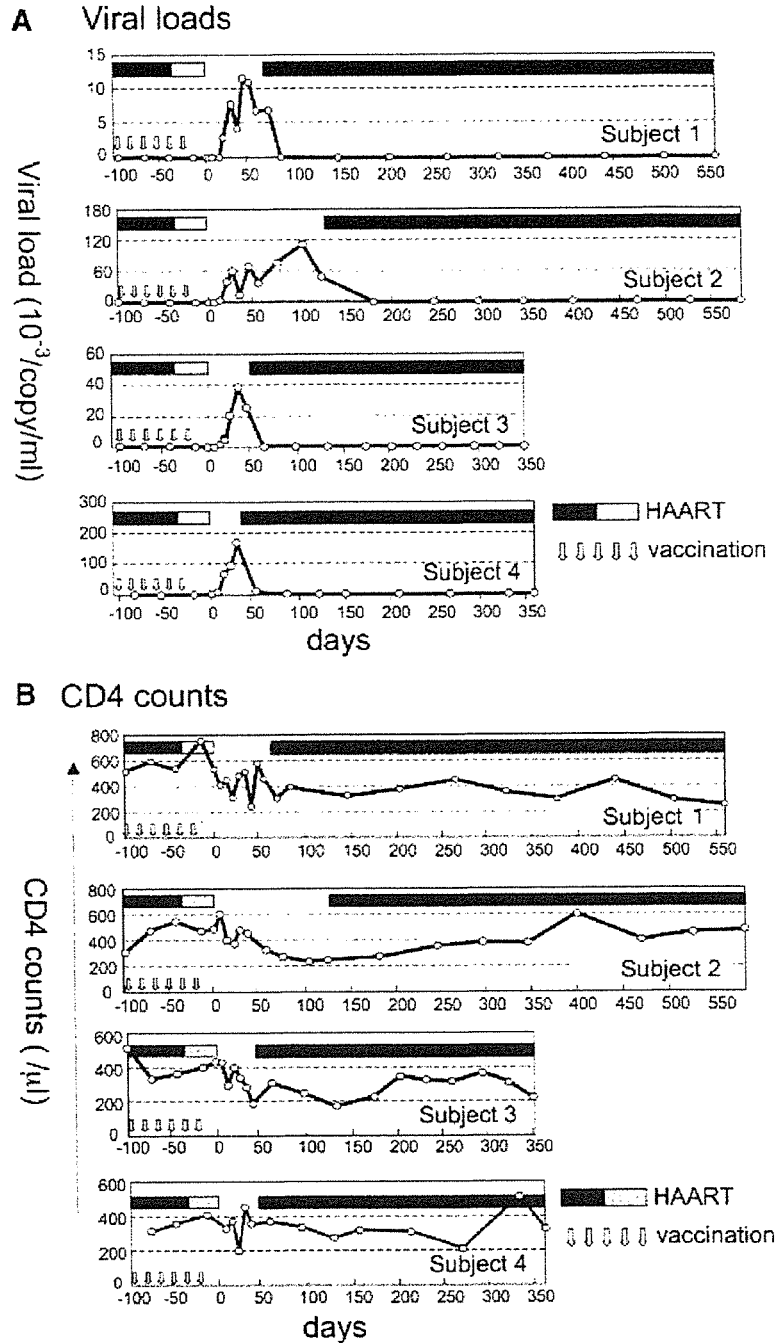 A Viral loads
Viral load (10⁻³/copy/ml)
15
10
5
0
Subject 1
-100 -50 0 50 100 150 200 250 300 350 400 450 500 550 650
180
120
60
0
Subject 2
-100 -50 0 50 100 150 200 250 300 350 400 450 500 550
60
40
20
0
Subject 3
-100 -50 0 50 100 150 200 250 300 350
300
200
100
0
Subject 4
-100 -50 0 50 100 150 200 250 300 350
HAART
vaccination
days
B CD4 counts
CD4 counts ( /µl)
800
600
400
200
0
Subject 1
-100 -50 0 50 100 150 200 250 300 350 400 450 500 550
800
600
400
200
0
Subject 2
-100 -50 0 50 100 150 200 250 300 350 400 450 500 550
600
400
200
0
Subject 3
-100 -50 0 50 100 150 200 250 300 350
600
400
200
0
Subject 4
-100 -50 0 50 100 150 200 250 300 350
HAART
vaccination
days